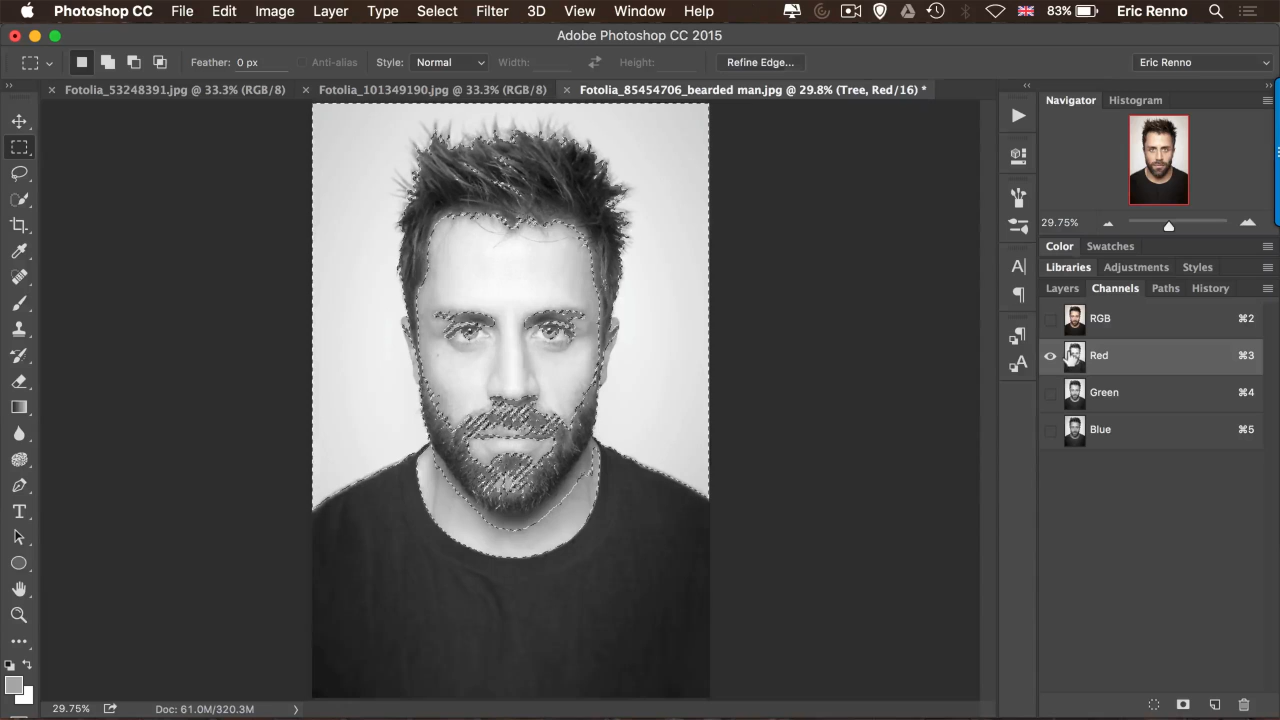 Photoshop CC File Edit Image Layer Type Select Filter 3D View Window Help 83% Eric Renno
Adobe Photoshop CC 2015
Feather: 0 px Anti-alias Style: Normal Width: Height: Refine Edge... Eric Renno
Fotolia_53248391.jpg @ 33.3% (RGB/8) Fotolia_101349190.jpg @ 33.3% (RGB/8) Fotolia_85454706_bearded man.jpg @ 29.8% (Tree, Red/16) *
Navigator Histogram
29.75%
Color Swatches
Libraries Adjustments Styles
Layers Channels Paths History
RGB ⌘2
Red ⌘3
Green ⌘4
Blue ⌘5
29.75% Doc: 61.0M/320.3M